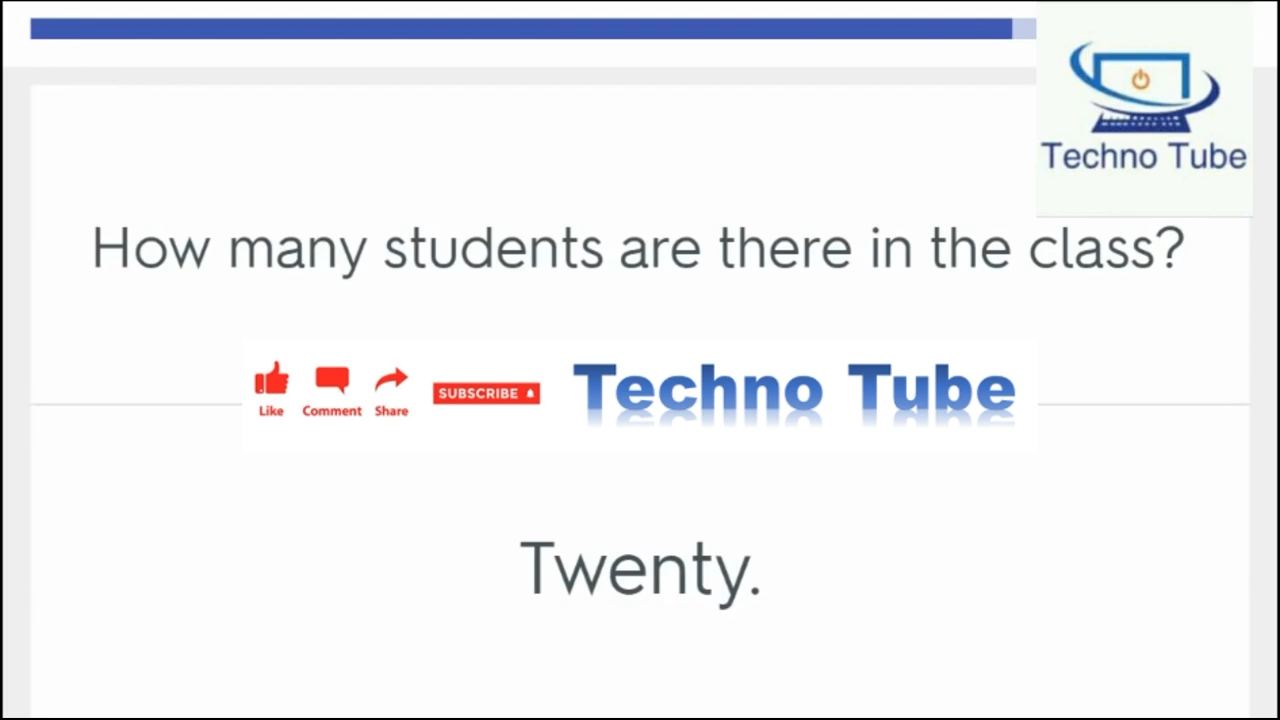 Techno Tube
How many students are there in the class?
Like Comment Share SUBSCRIBE Techno Tube
Twenty.